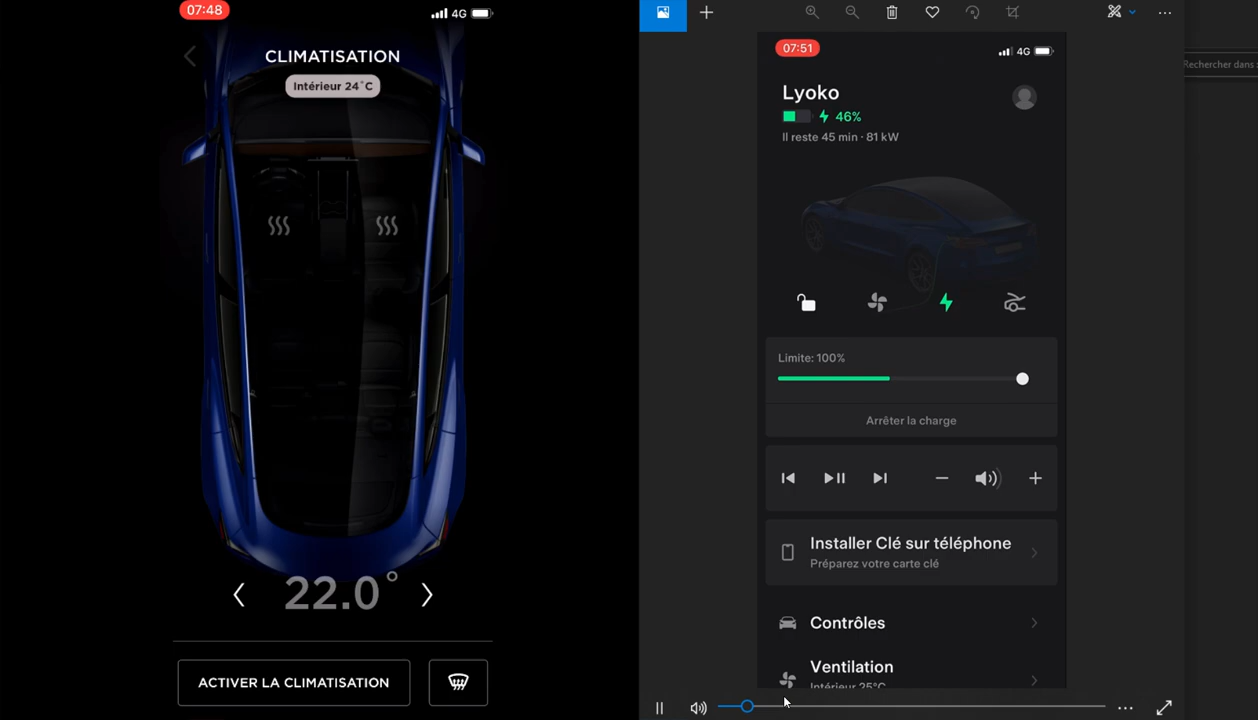 07:48
4G
CLIMATISATION
Intérieur 24°C
22.0°
ACTIVER LA CLIMATISATION
Rechercher dans :
07:51
4G
Lyoko
46%
Il reste 45 min · 81 kW
Limite: 100%
Arrêter la charge
Installer Clé sur téléphone
Préparez votre carte clé
Contrôles
Ventilation
Intérieur 25°C